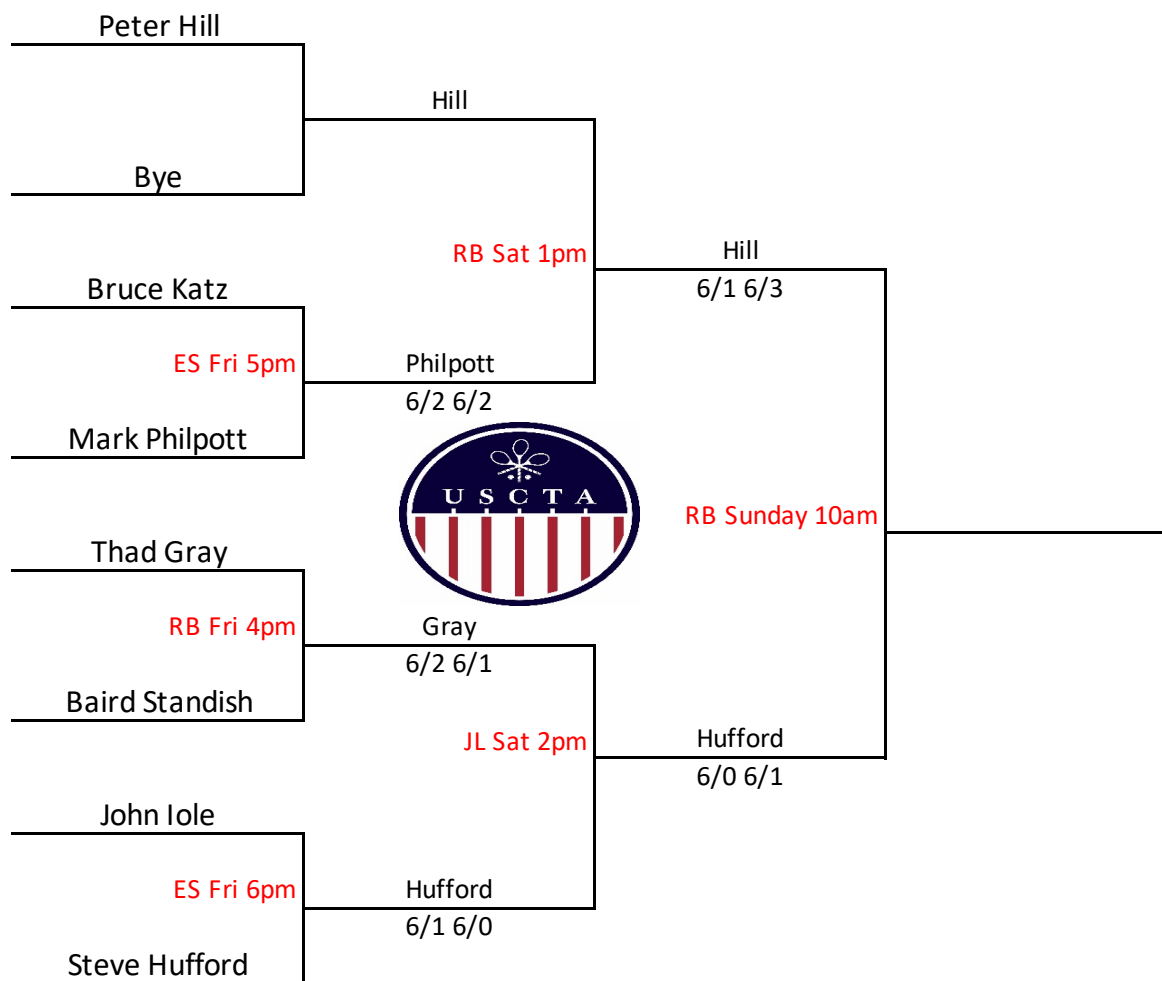 Peter Hill
Hill
Bye
RB Sat 1pm
Hill
6/1 6/3
Bruce Katz
ES Fri 5pm
Philpott
6/2 6/2
Mark Philpott
U S C T A
RB Sunday 10am
Thad Gray
RB Fri 4pm
Gray
6/2 6/1
Baird Standish
JL Sat 2pm
Hufford
6/0 6/1
John Iole
ES Fri 6pm
Hufford
6/1 6/0
Steve Hufford